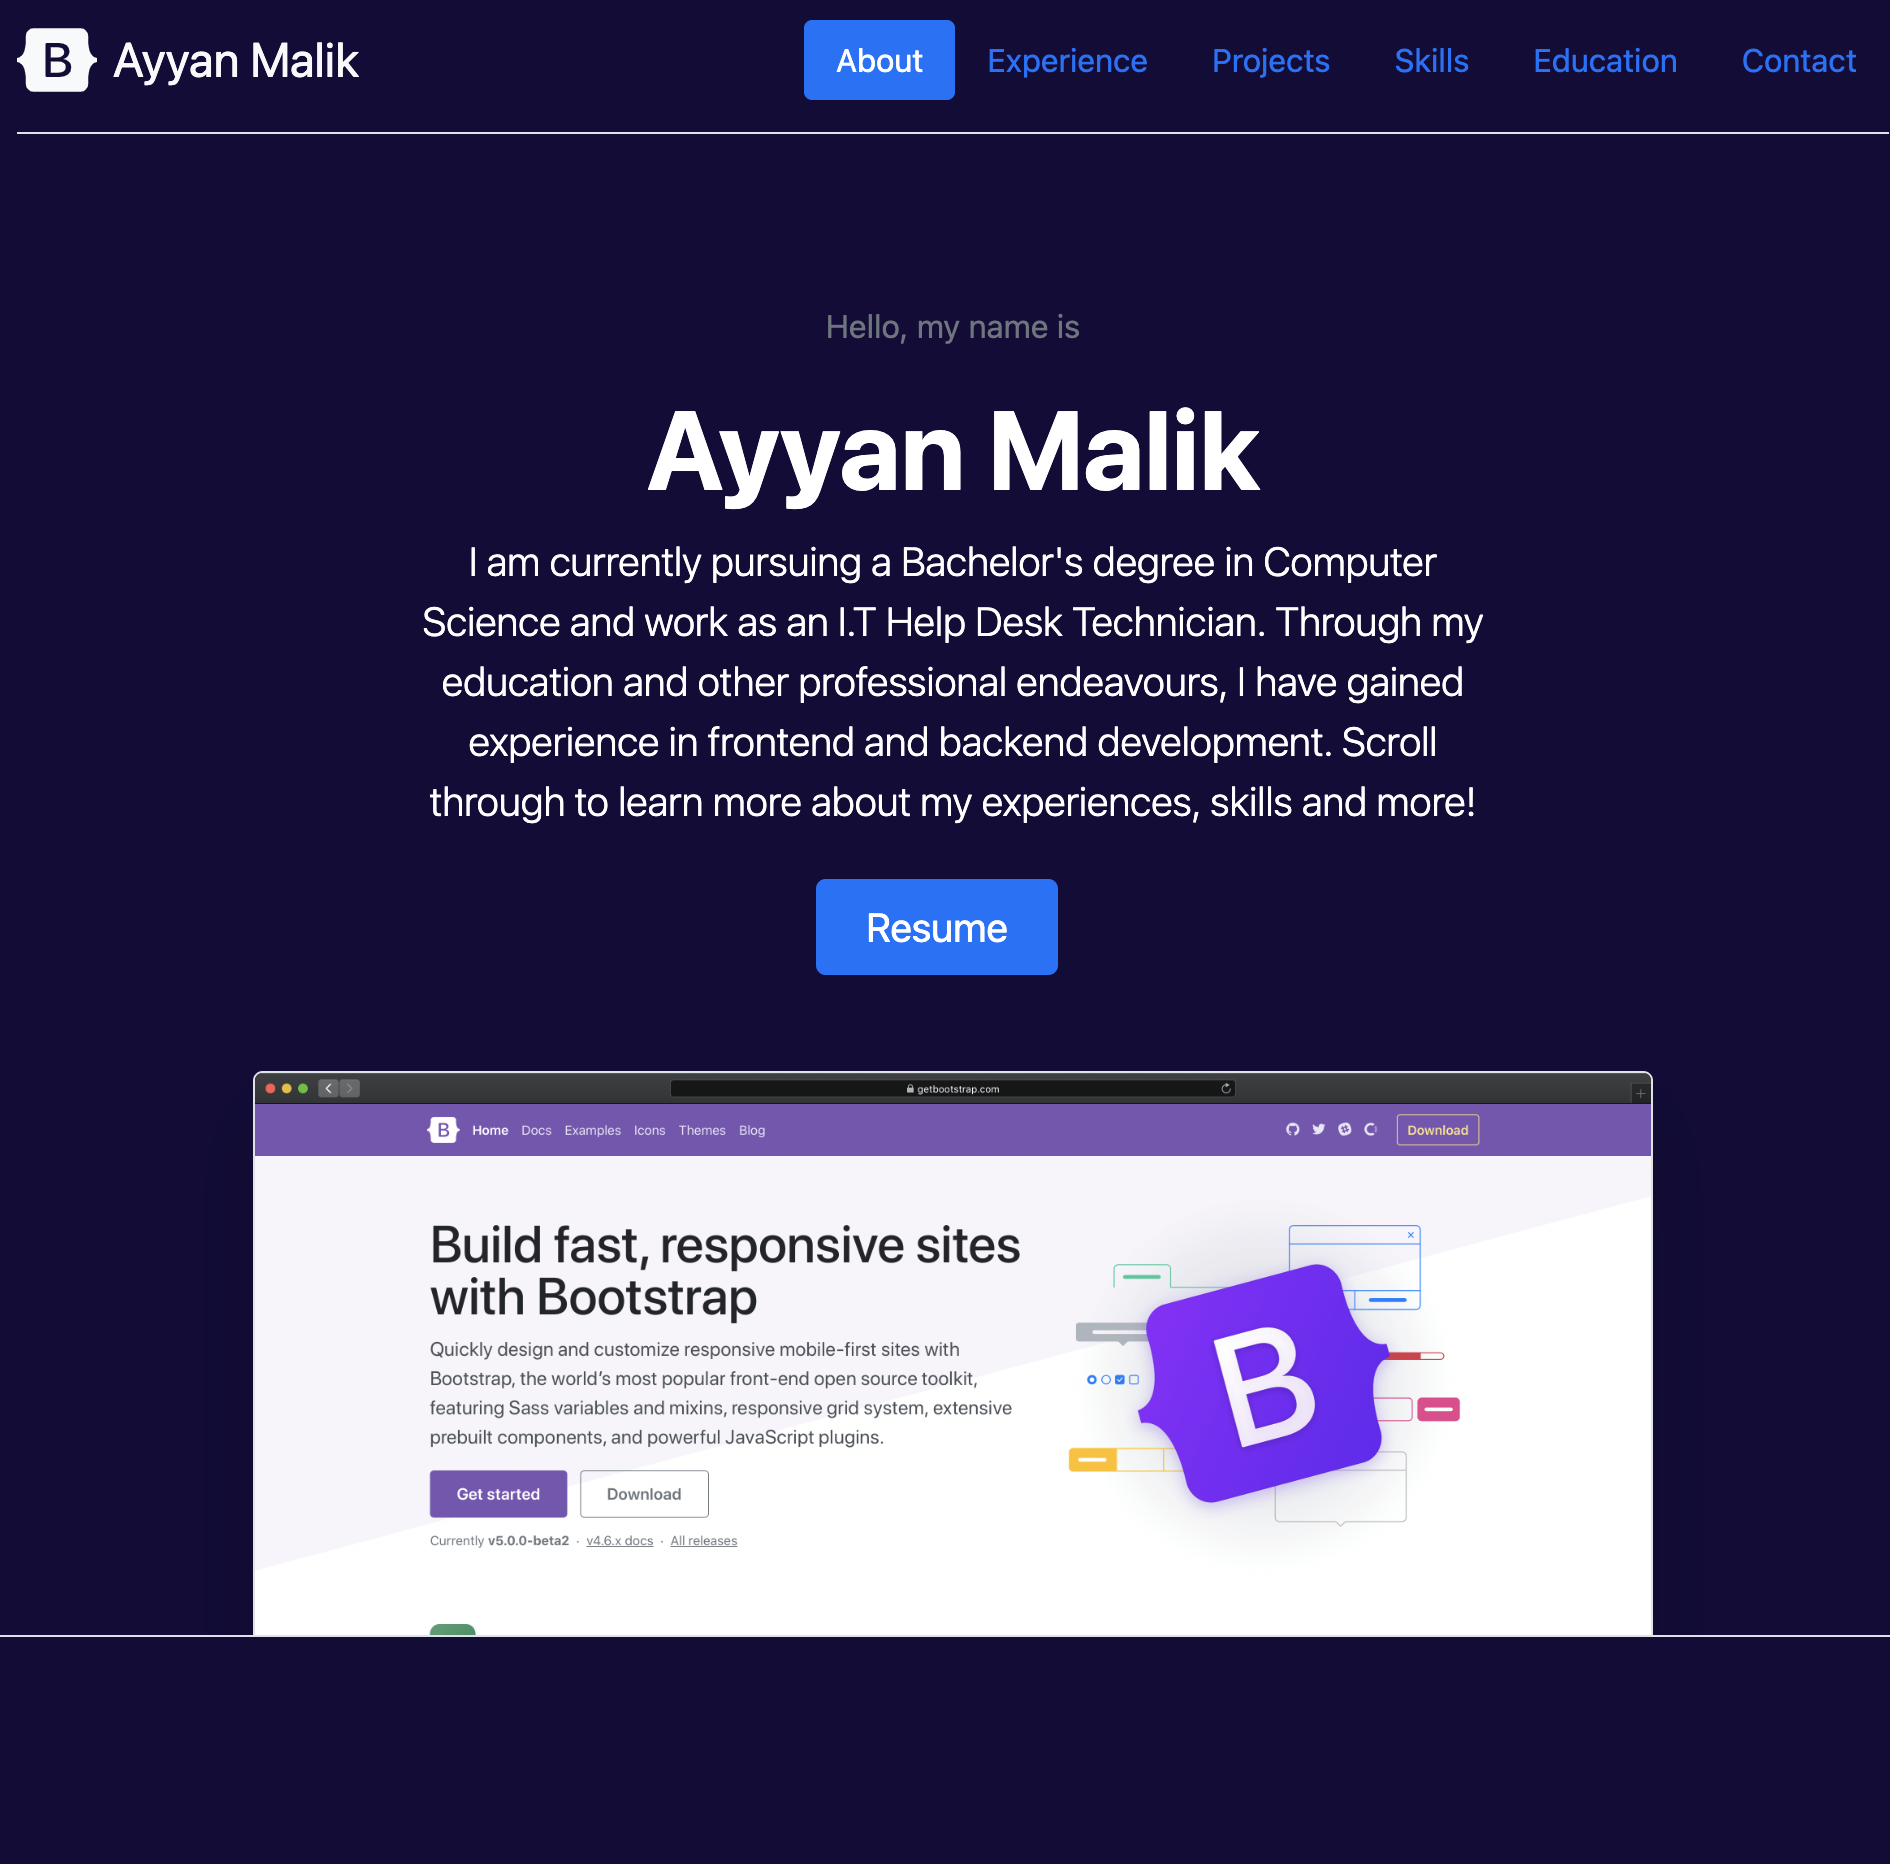 B Ayyan Malik
About Experience Projects Skills Education Contact
Hello, my name is
Ayyan Malik
I am currently pursuing a Bachelor's degree in Computer
Science and work as an I.T Help Desk Technician. Through my
education and other professional endeavours, I have gained
experience in frontend and backend development. Scroll
through to learn more about my experiences, skills and more!
Resume
getbootstrap.com
B Home Docs Examples Icons Themes Blog Download
Build fast, responsive sites
with Bootstrap
Quickly design and customize responsive mobile-first sites with
Bootstrap, the world’s most popular front-end open source toolkit,
featuring Sass variables and mixins, responsive grid system, extensive
prebuilt components, and powerful JavaScript plugins.
Get started Download
Currently v5.0.0-beta2 · v4.6.x docs · All releases
B